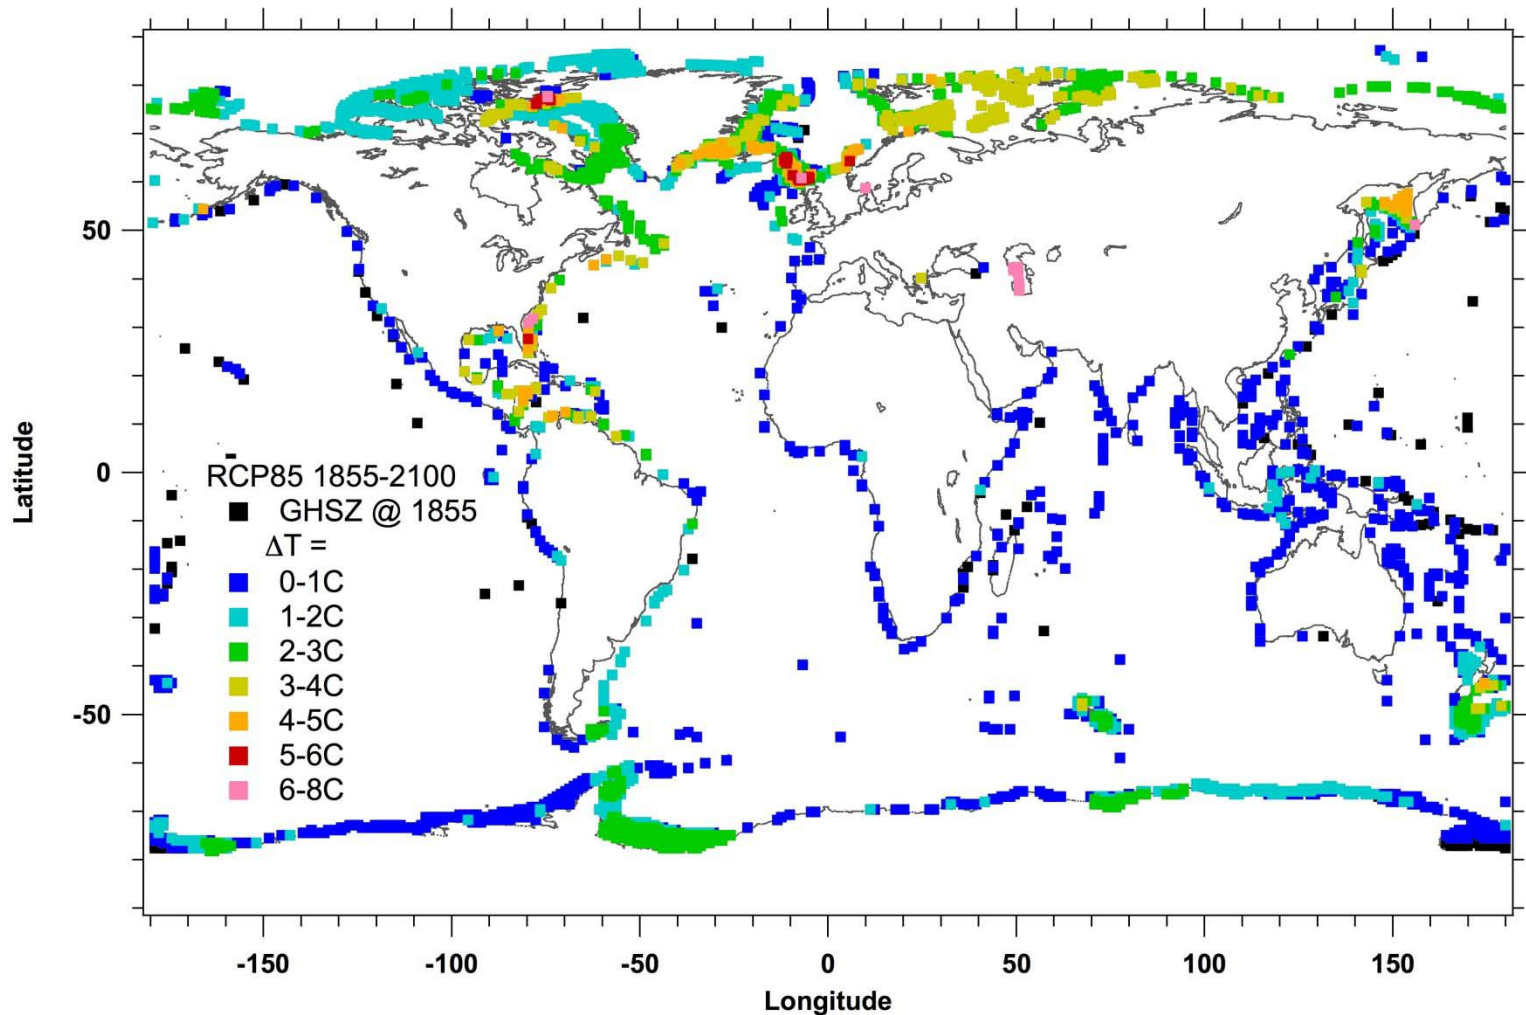 50
0
-50
Latitude
RCP85 1855-2100
GHSZ @ 1855
ΔT =
0-1C
1-2C
2-3C
3-4C
4-5C
5-6C
6-8C
-150 -100 -50 0 50 100 150
Longitude